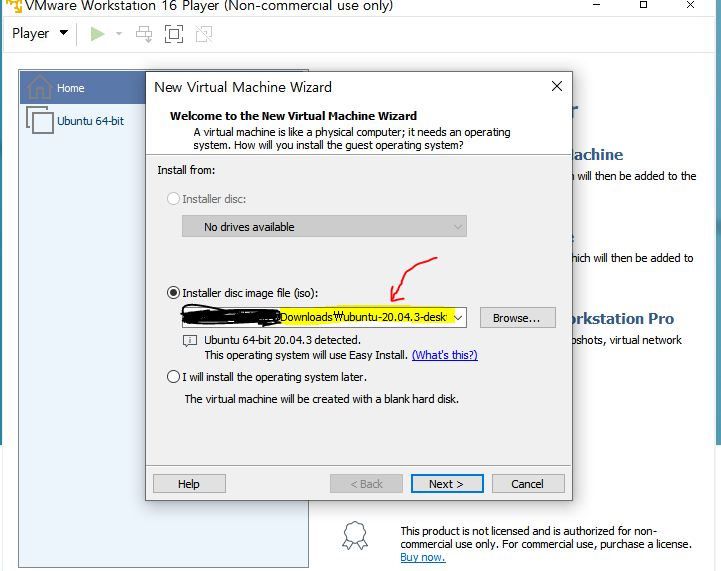 VMware Workstation 16 Player (Non-commercial use only)
Player
Home
Ubuntu 64-bit
New Virtual Machine Wizard
Welcome to the New Virtual Machine Wizard
A virtual machine is like a physical computer; it needs an operating
system. How will you install the guest operating system?
Install from:
Installer disc:
No drives available
Installer disc image file (iso):
Downloads₩ubuntu-20.04.3-desk
Browse...
Ubuntu 64-bit 20.04.3 detected.
This operating system will use Easy Install. (What's this?)
I will install the operating system later.
The virtual machine will be created with a blank hard disk.
Help
< Back
Next >
Cancel
r
achine
will then be added to the
e
hich will then be added to
orkstation Pro
pshots, virtual network
This product is not licensed and is authorized for non-
commercial use only. For commercial use, purchase a license.
Buy now.